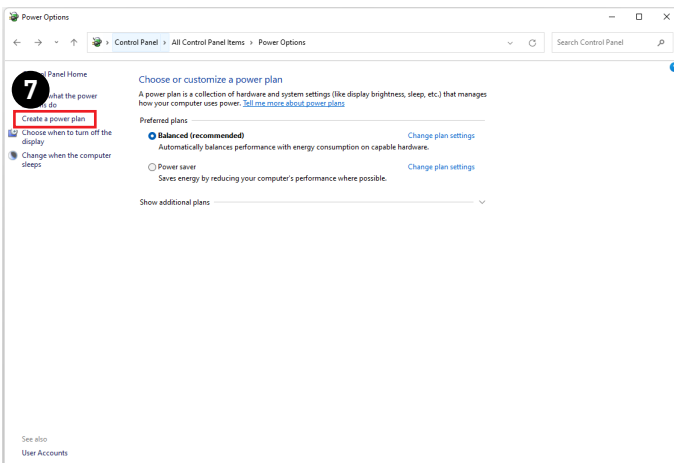 Power Options
Control Panel > All Control Panel Items > Power Options
Search Control Panel
7
l Panel Home
what the power
s do
Create a power plan
Choose when to turn off the
display
Change when the computer
sleeps
Choose or customize a power plan
A power plan is a collection of hardware and system settings (like display brightness, sleep, etc.) that manages
how your computer uses power. Tell me more about power plans
Preferred plans
Balanced (recommended)
Change plan settings
Automatically balances performance with energy consumption on capable hardware.
Power saver
Change plan settings
Saves energy by reducing your computer's performance where possible.
Show additional plans
See also
User Accounts